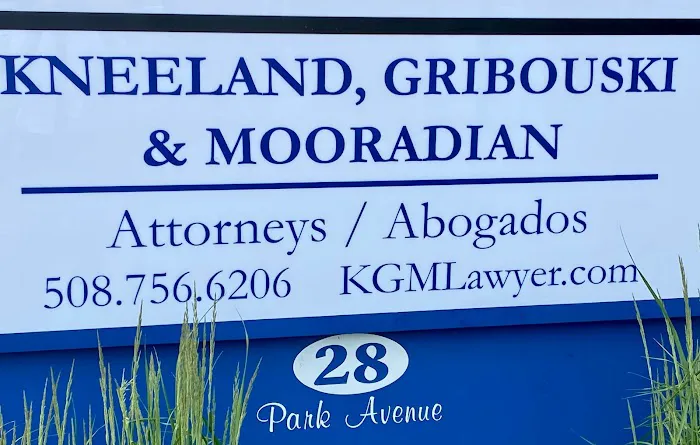 KNEELAND, GRIBOUSKI
& MOORADIAN
Attorneys / Abogados
508.756.6206 KGMLawyer.com
28
Park Avenue